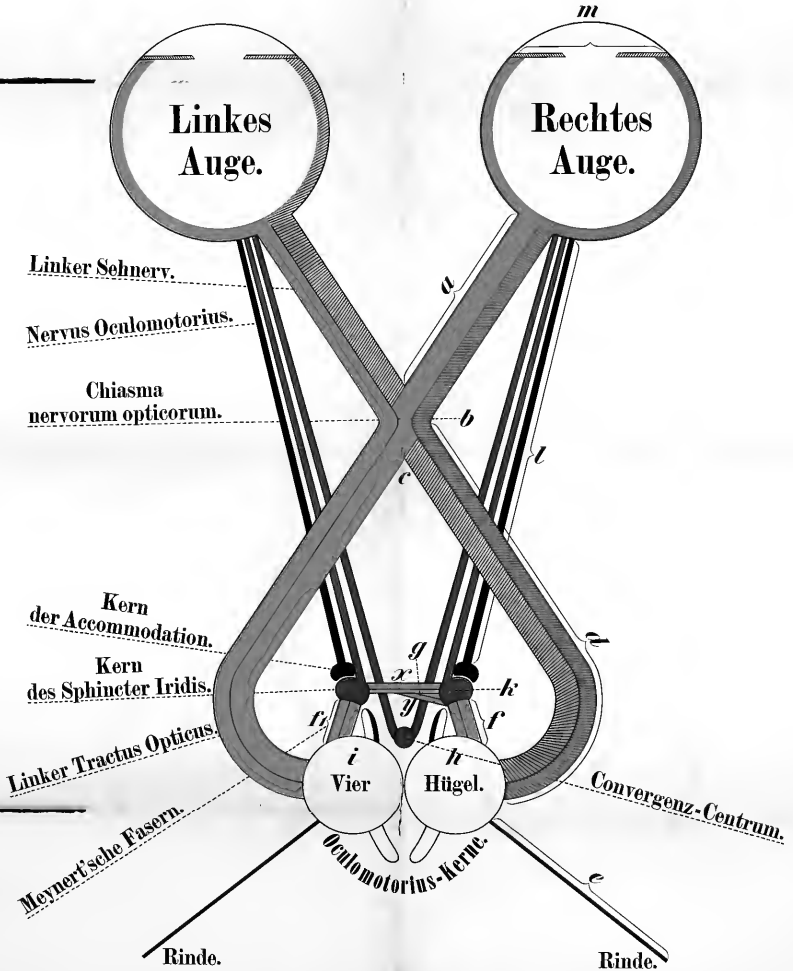 m
Linkes
Auge.
Rechtes
Auge.
a
Linker Sehnerv.
Nervus Oculomotorius.
Chiasma
nervorum opticorum.
b
c
l
Kern
der Accommodation.
d
g
x
Kern
des Sphincter Iridis.
k
y
f1
f
Linker Tractus Opticus.
i
Vier
h
Hügel.
Convergenz-Centrum.
Meynert'sche Fasern.
Oculomotorius-Kerne.
e
Rinde.
Rinde.